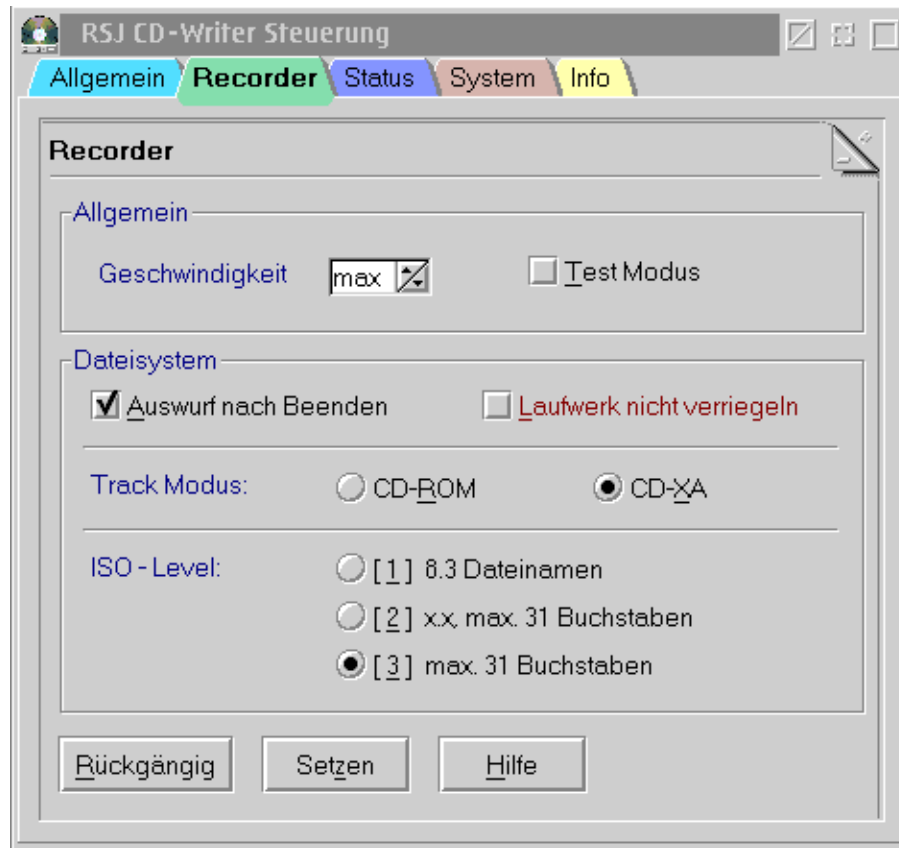 RSJ CD-Writer Steuerung
Allgemein Recorder Status System Info
Recorder
Allgemein
Geschwindigkeit max Test Modus
Dateisystem
Auswurf nach Beenden Laufwerk nicht verriegeln
Track Modus: CD-ROM CD-XA
ISO - Level: [ 1 ] 8.3 Dateinamen
[ 2 ] x.x, max. 31 Buchstaben
[ 3 ] max. 31 Buchstaben
Rückgängig Setzen Hilfe